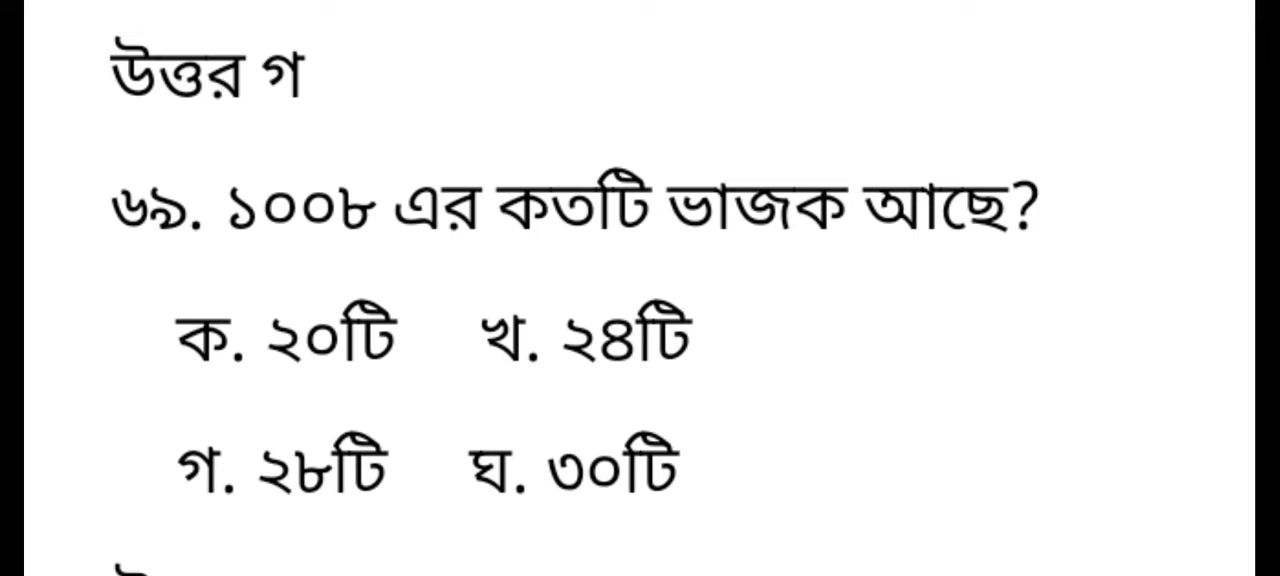 উত্তর গ
৬৯. ১০০৮ এর কতটি ভাজক আছে?
ক. ২০টি খ. ২৪টি
গ. ২৮টি ঘ. ৩০টি